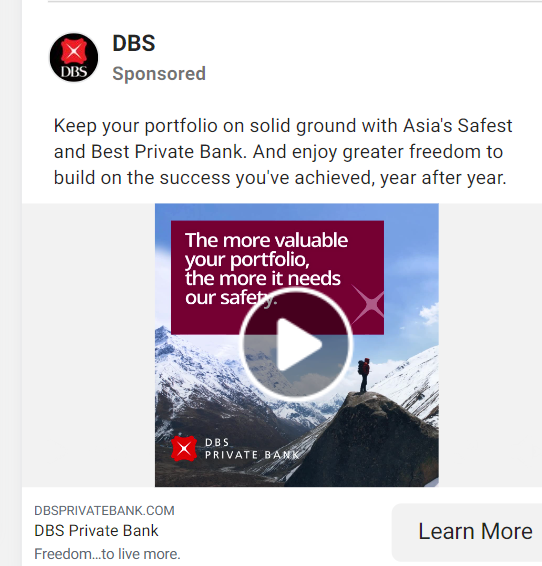 DBS
DBS
Sponsored
Keep your portfolio on solid ground with Asia's Safest
and Best Private Bank. And enjoy greater freedom to
build on the success you've achieved, year after year.
The more valuable
your portfolio,
the more it needs
our safety.
DBS
PRIVATE BANK
DBSPRIVATEBANK.COM
DBS Private Bank
Freedom...to live more.
Learn More